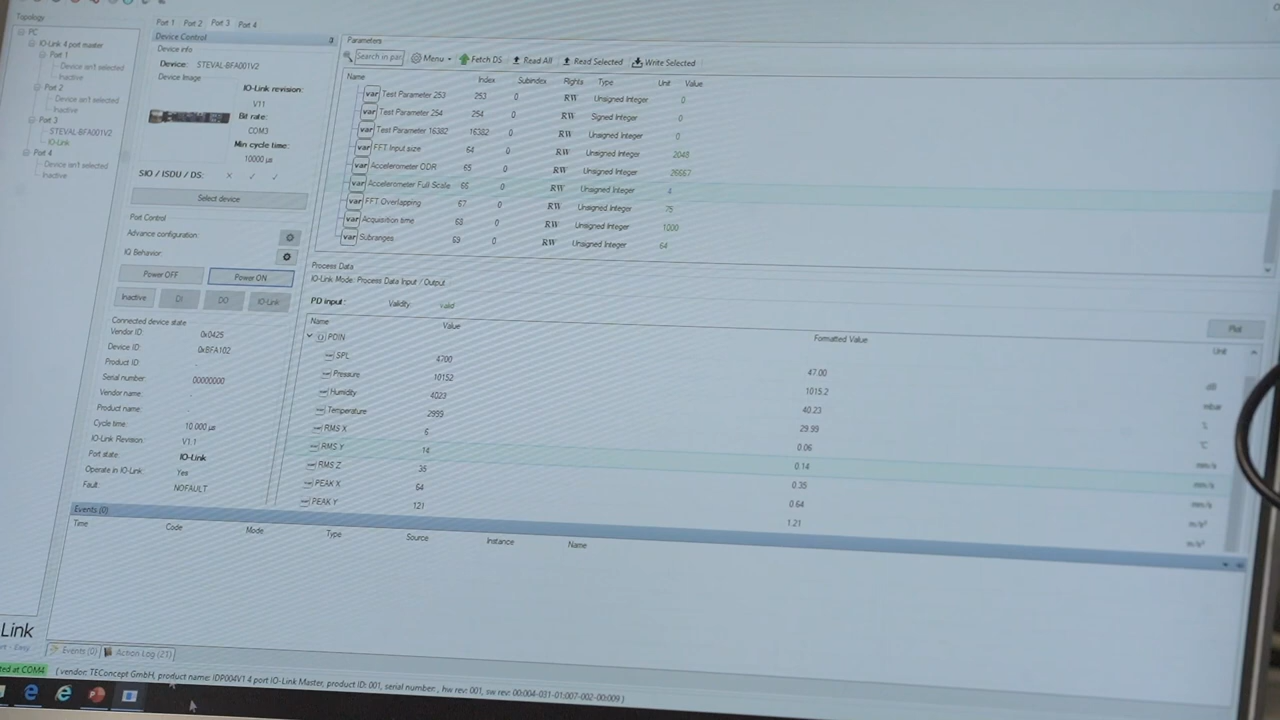 Topology
PC
IO-Link 4 port master
Port 1
Device isn't selected
Inactive
Port 2
Device isn't selected
Inactive
Port 3
STEVAL-BFA001V2
IO-Link
Port 4
Device isn't selected
Inactive
Port 1 Port 2 Port 3 Port 4
Device Control
Device info
Device: STEVAL-BFA001V2
Device Image
IO-Link revision:
V11
Bit rate:
COM3
Min cycle time:
10000 µs
SIO / ISDU / DS:
Select device
Port Control
Advance configuration:
IQ Behavior:
Power OFF Power ON
Inactive DI DO IO-Link
Connected device state
Vendor ID: 0x0425
Device ID: 0xBFA102
Product ID:
Serial number: 00000000
Vendor name:
Product name:
Cycle time: 10.000 µs
IO-Link Revision: V1.1
Port state: IO-Link
Operate in IO-Link: Yes
Fault: NOFAULT
Parameters
Search in par Menu Fetch DS Read All Read Selected Write Selected
Name Index Subindex Rights Type Unit Value
var Test Parameter 253 253 0 RW Unsigned Integer 0
var Test Parameter 254 254 0 RW Signed Integer 0
var Test Parameter 16382 16382 0 RW Unsigned Integer 0
var FFT Input size 64 0 RW Unsigned Integer 2048
var Accelerometer ODR 65 0 RW Unsigned Integer 26667
var Accelerometer Full Scale 66 0 RW Unsigned Integer 4
var FFT Overlapping 67 0 RW Unsigned Integer 75
var Acquisition time 68 0 RW Unsigned Integer 1000
var Subranges 69 0 RW Unsigned Integer 64
Process Data
IO-Link Mode: Process Data Input / Output
PD input: Validity valid
Plot
Name Value Formatted Value Unit
PDIN
SPL 4700 47.00 dB
Pressure 10152 1015.2 mbar
Humidity 4023 40.23 %
Temperature 2999 29.99 °C
RMS X 6 0.06 mm/s
RMS Y 14 0.14 mm/s
RMS Z 35 0.35 mm/s
PEAK X 64 0.64 m/s²
PEAK Y 121 1.21 m/s²
Events (0)
Time Code Mode Type Source Instance Name
Link
Easy
Events (0) Action Log (21)
ted at COM4 ( vendor: TEConcept GmbH, product name: IDP004V1 4 port IO-Link Master, product ID: 001, serial number: , hw rev: 001, sw rev: 00:004-031-01:007-002-00:009 )